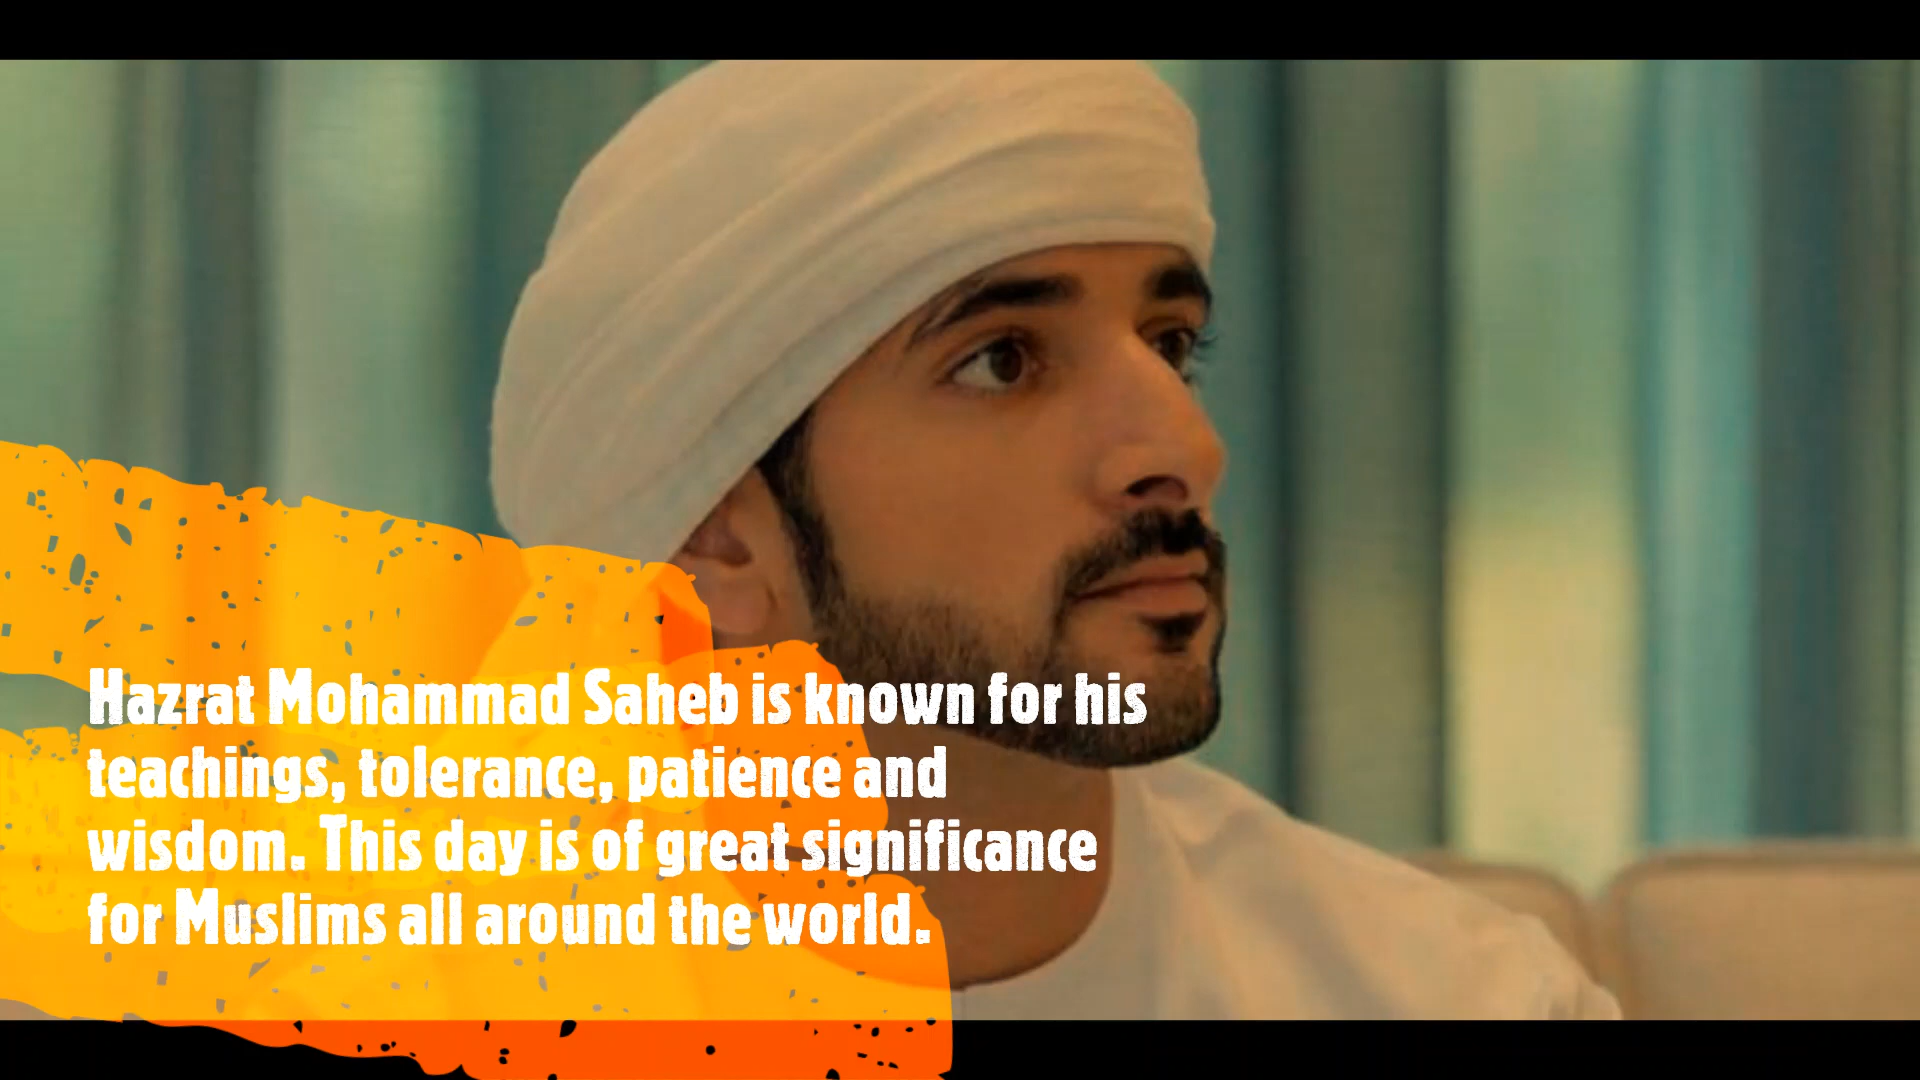 Hazrat Mohammad Saheb is known for his
teachings, tolerance, patience and
wisdom. This day is of great significance
for Muslims all around the world.